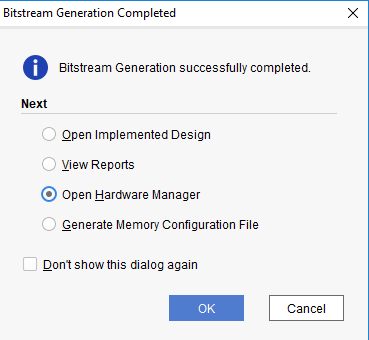 Bitstream Generation Completed
Bitstream Generation successfully completed.
Next
Open Implemented Design
View Reports
Open Hardware Manager
Generate Memory Configuration File
Don't show this dialog again
OK
Cancel